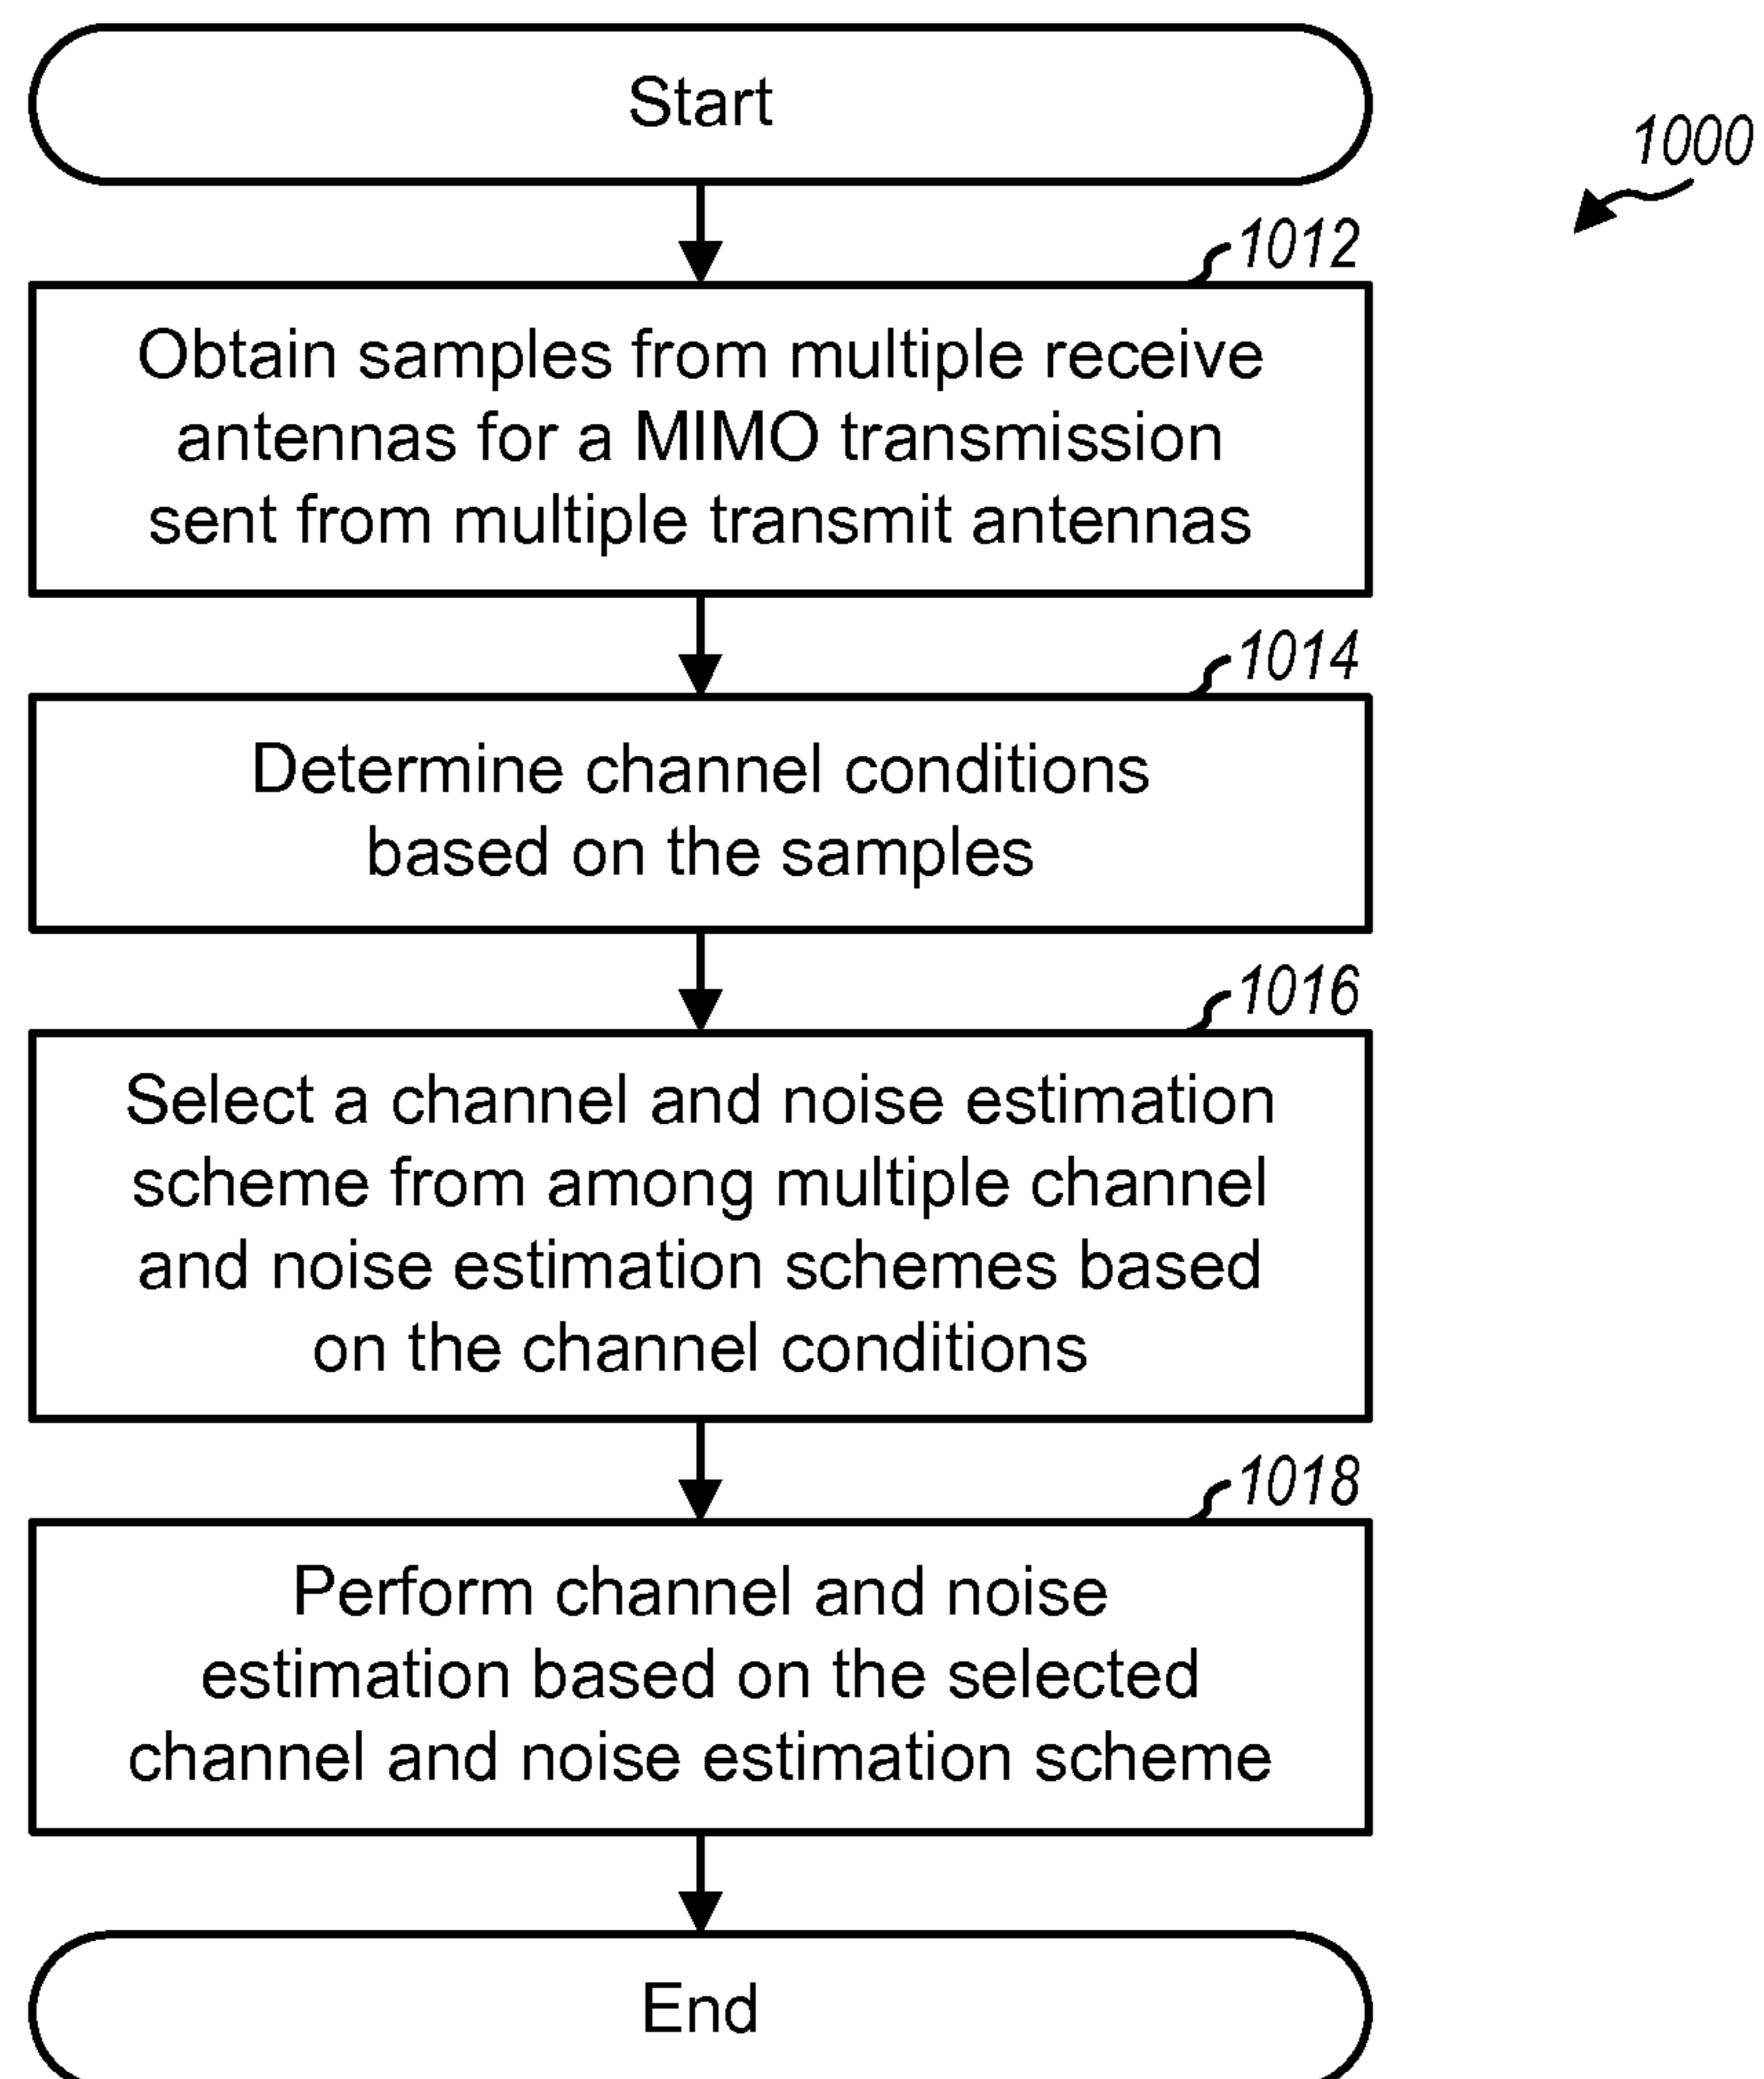 Start
1000
1012
Obtain samples from multiple receive
antennas for a MIMO transmission
sent from multiple transmit antennas
1014
Determine channel conditions
based on the samples
1016
Select a channel and noise estimation
scheme from among multiple channel
and noise estimation schemes based
on the channel conditions
1018
Perform channel and noise
estimation based on the selected
channel and noise estimation scheme
End